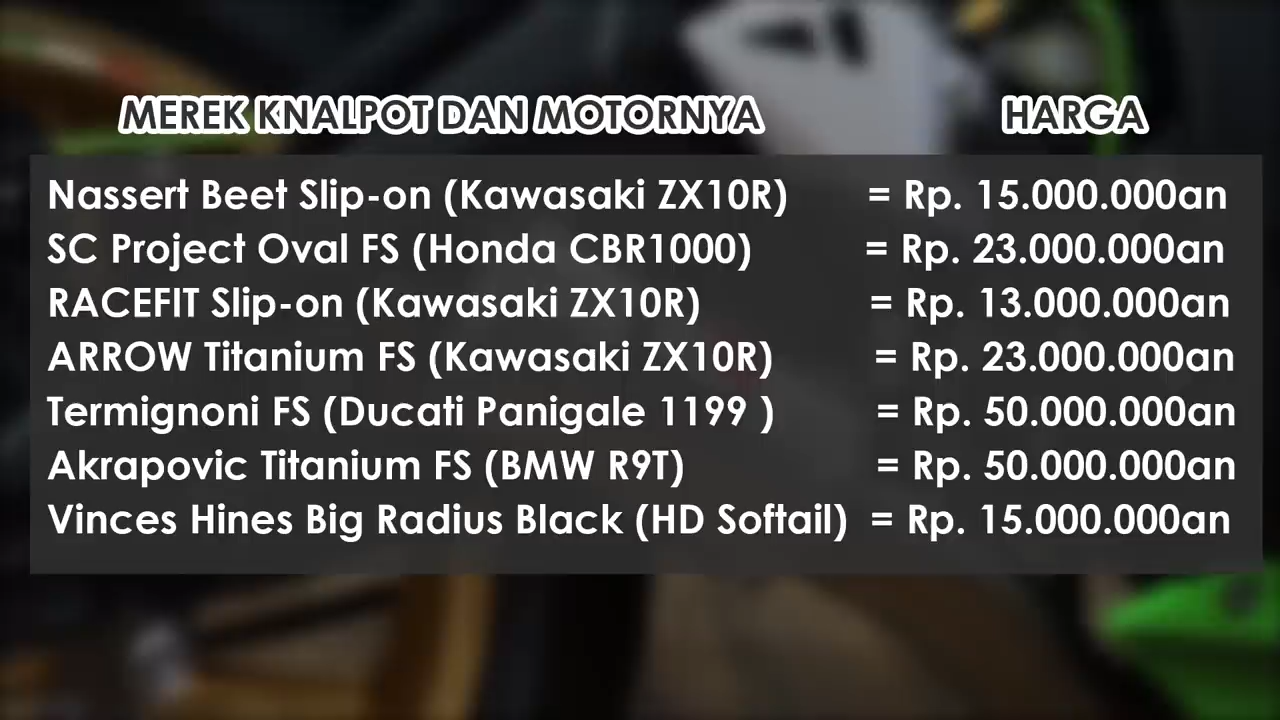 MEREK KNALPOT DAN MOTORNYA HARGA
Nassert Beet Slip-on (Kawasaki ZX10R) = Rp. 15.000.000an
SC Project Oval FS (Honda CBR1000) = Rp. 23.000.000an
RACEFIT Slip-on (Kawasaki ZX10R) = Rp. 13.000.000an
ARROW Titanium FS (Kawasaki ZX10R) = Rp. 23.000.000an
Termignoni FS (Ducati Panigale 1199 ) = Rp. 50.000.000an
Akrapovic Titanium FS (BMW R9T) = Rp. 50.000.000an
Vinces Hines Big Radius Black (HD Softail) = Rp. 15.000.000an